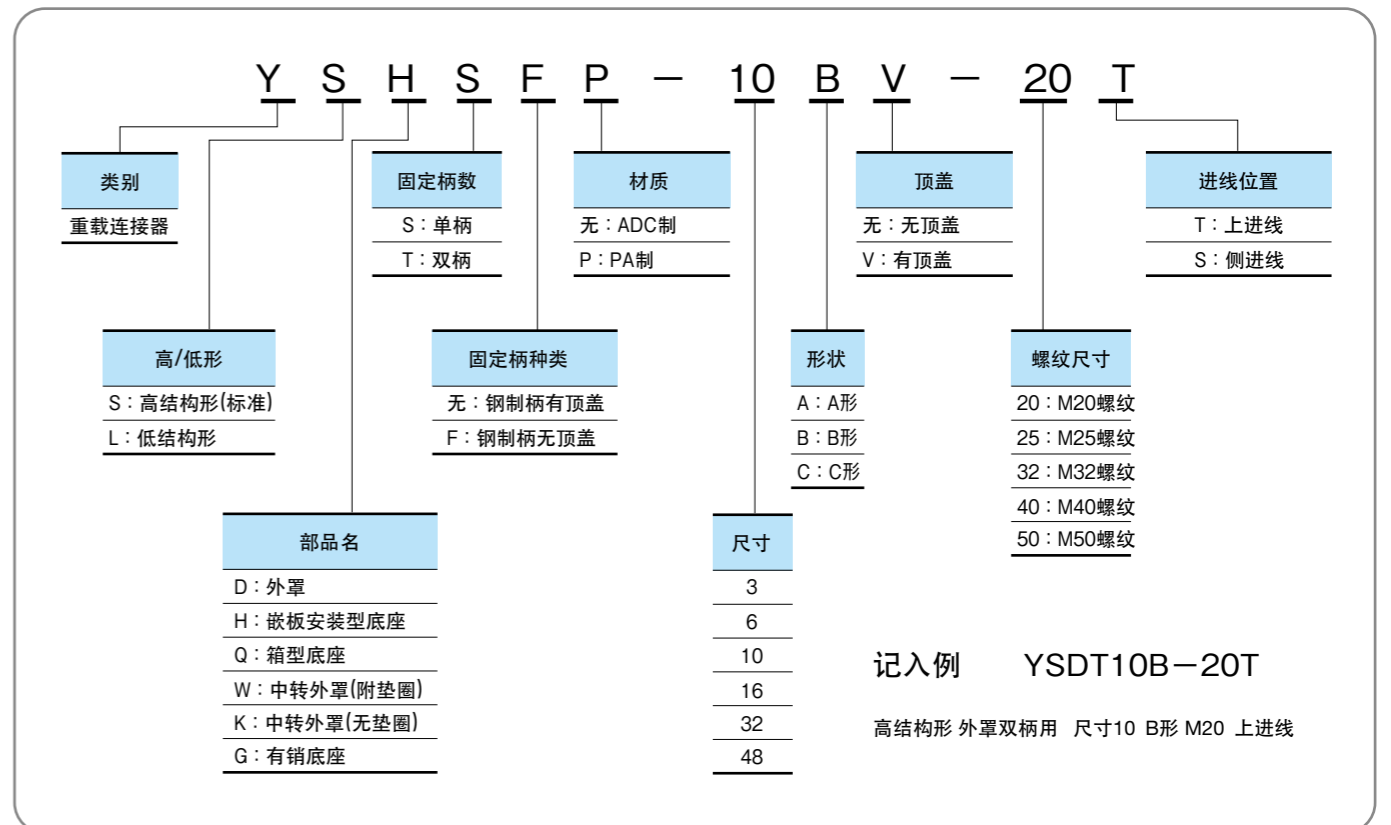 YSHSFP－10BV－20T
类别
重载连接器
固定柄数
S：单柄
T：双柄
材质
无：ADC制
P：PA制
顶盖
无：无顶盖
V：有顶盖
进线位置
T：上进线
S：侧进线
高/低形
S：高结构形(标准)
L：低结构形
固定柄种类
无：钢制柄有顶盖
F：钢制柄无顶盖
形状
A：A形
B：B形
C：C形
螺纹尺寸
20：M20螺纹
25：M25螺纹
32：M32螺纹
40：M40螺纹
50：M50螺纹
部品名
D：外罩
H：嵌板安装型底座
Q：箱型底座
W：中转外罩(附垫圈)
K：中转外罩(无垫圈)
G：有销底座
尺寸
3
6
10
16
32
48
记入例 YSDT10B－20T
高结构形 外罩双柄用 尺寸10 B形 M20 上进线